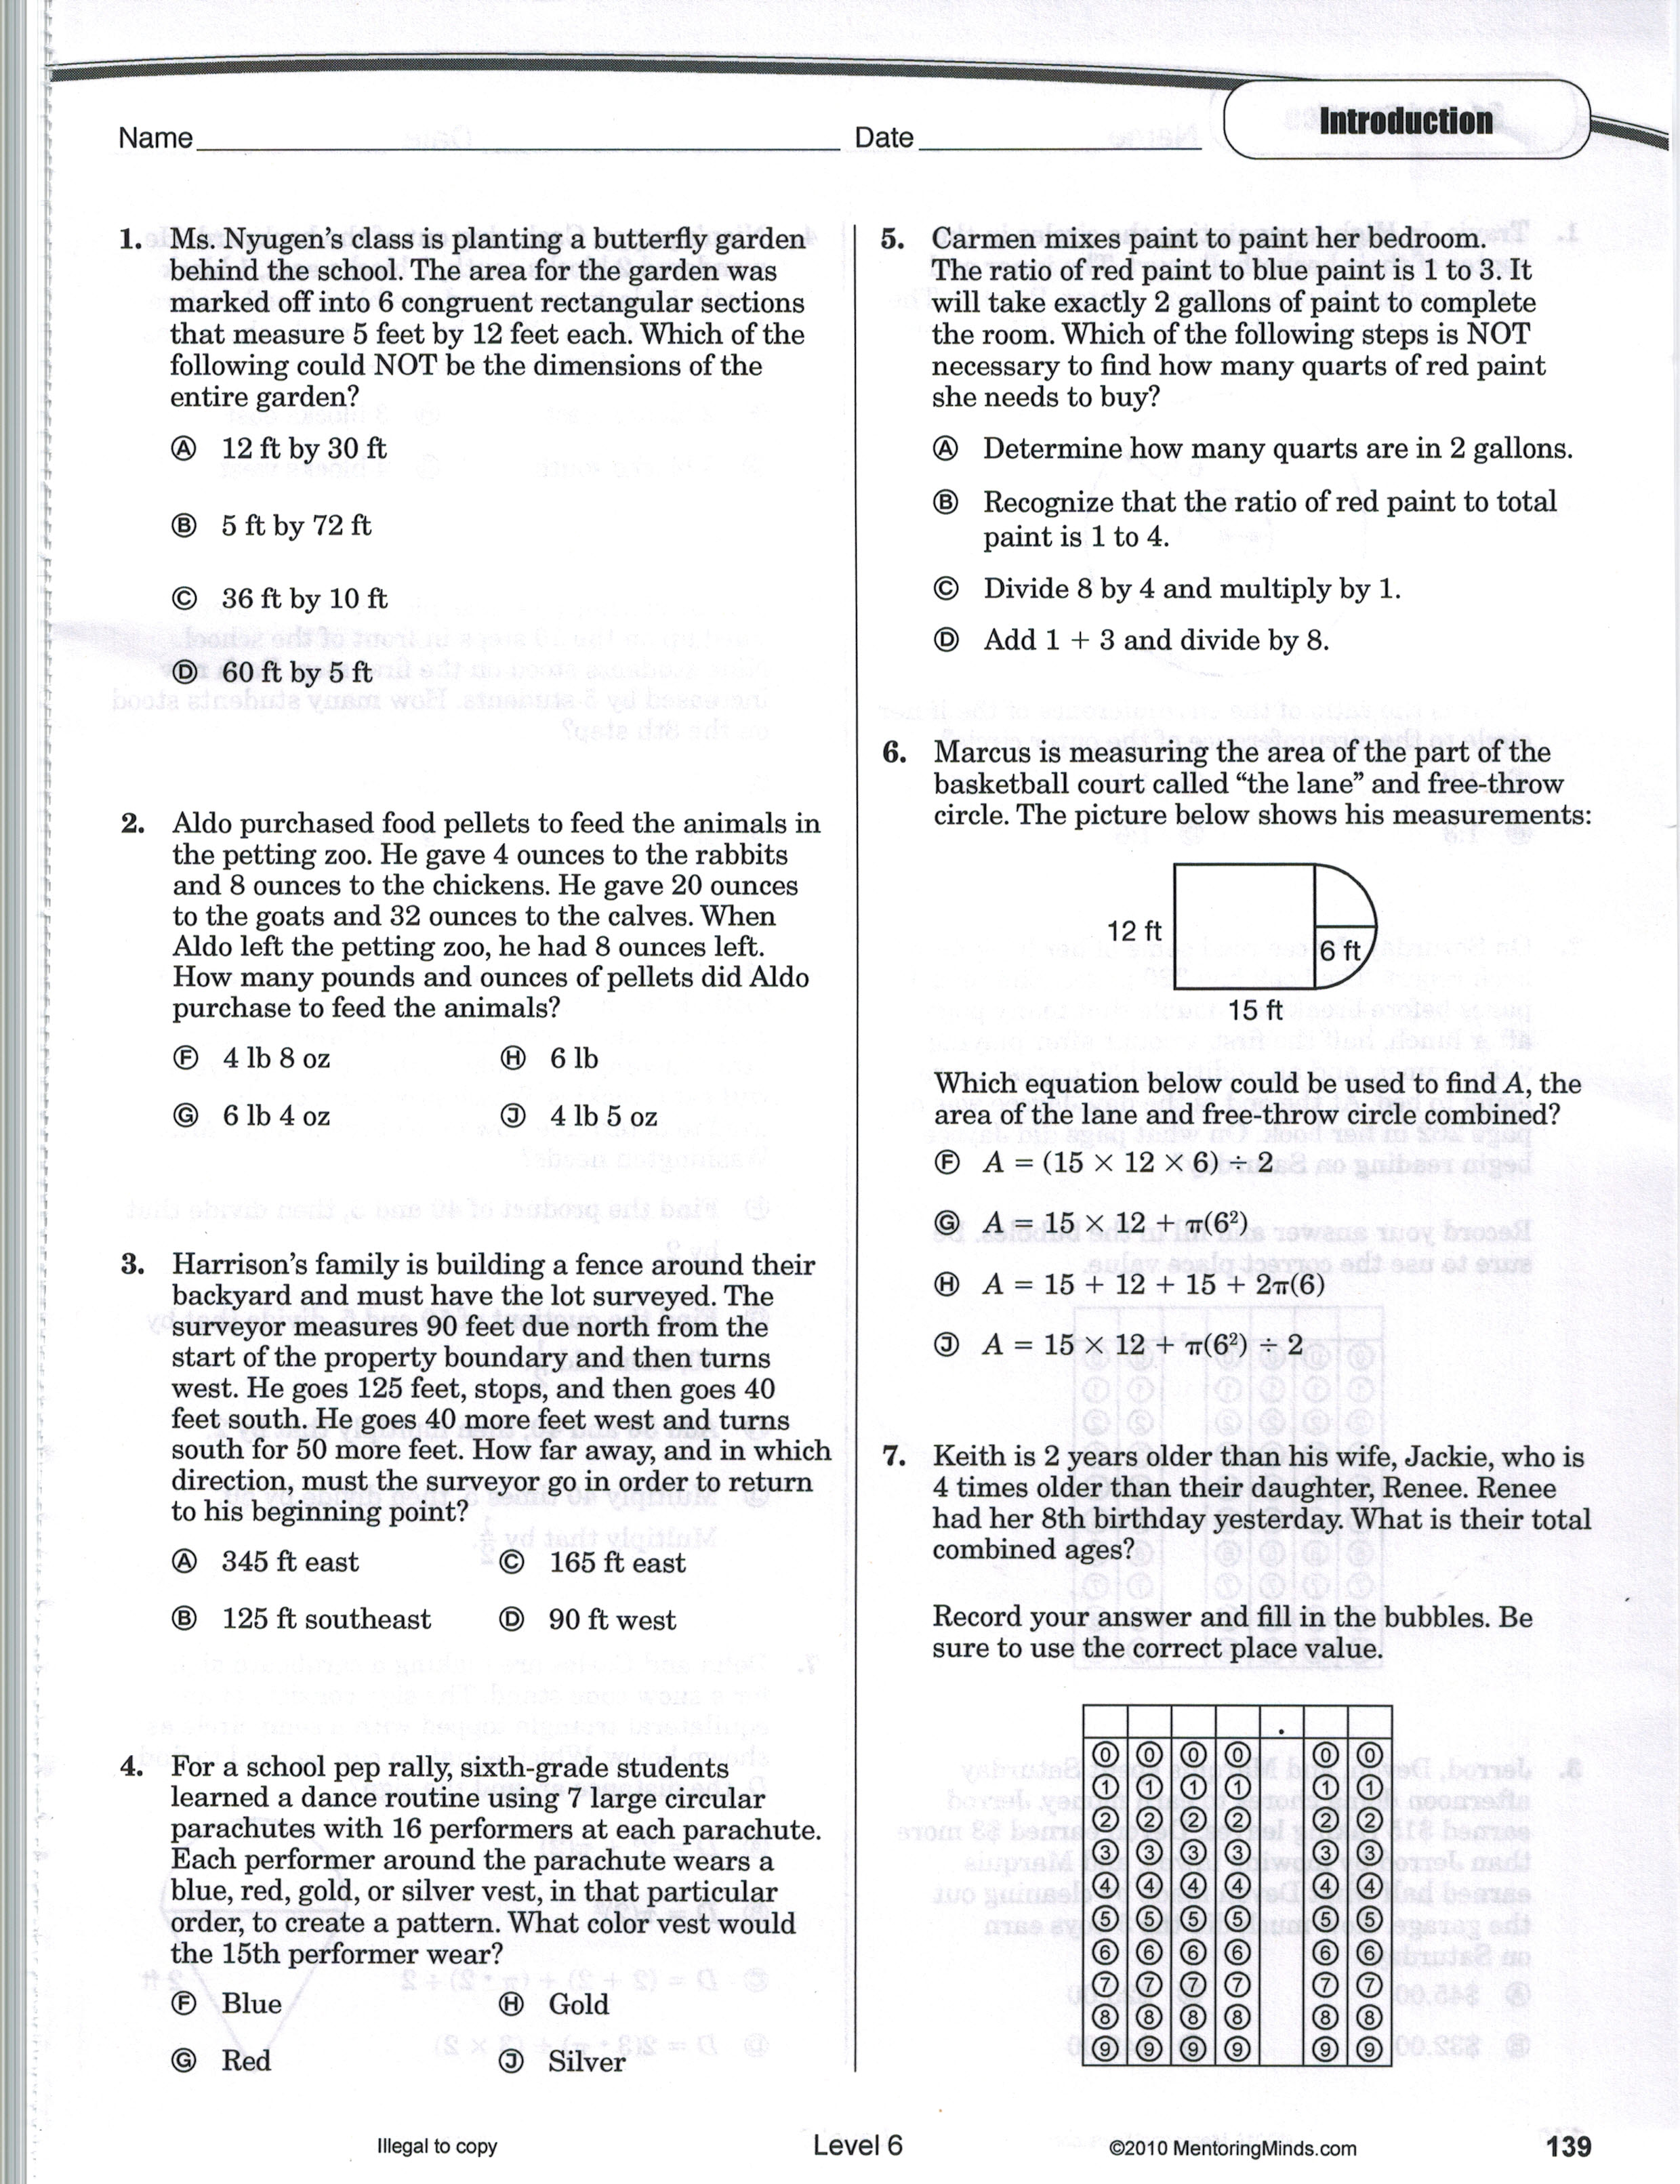 Name Date
Introduction
1. Ms. Nyugen's class is planting a butterfly garden
behind the school. The area for the garden was
marked off into 6 congruent rectangular sections
that measure 5 feet by 12 feet each. Which of the
following could NOT be the dimensions of the
entire garden?
Ⓐ 12 ft by 30 ft
Ⓑ 5 ft by 72 ft
Ⓒ 36 ft by 10 ft
Ⓓ 60 ft by 5 ft
2. Aldo purchased food pellets to feed the animals in
the petting zoo. He gave 4 ounces to the rabbits
and 8 ounces to the chickens. He gave 20 ounces
to the goats and 32 ounces to the calves. When
Aldo left the petting zoo, he had 8 ounces left.
How many pounds and ounces of pellets did Aldo
purchase to feed the animals?
Ⓕ 4 lb 8 oz Ⓗ 6 lb
Ⓖ 6 lb 4 oz Ⓙ 4 lb 5 oz
3. Harrison's family is building a fence around their
backyard and must have the lot surveyed. The
surveyor measures 90 feet due north from the
start of the property boundary and then turns
west. He goes 125 feet, stops, and then goes 40
feet south. He goes 40 more feet west and turns
south for 50 more feet. How far away, and in which
direction, must the surveyor go in order to return
to his beginning point?
Ⓐ 345 ft east Ⓒ 165 ft east
Ⓑ 125 ft southeast Ⓓ 90 ft west
4. For a school pep rally, sixth-grade students
learned a dance routine using 7 large circular
parachutes with 16 performers at each parachute.
Each performer around the parachute wears a
blue, red, gold, or silver vest, in that particular
order, to create a pattern. What color vest would
the 15th performer wear?
Ⓕ Blue Ⓗ Gold
Ⓖ Red Ⓙ Silver
5. Carmen mixes paint to paint her bedroom.
The ratio of red paint to blue paint is 1 to 3. It
will take exactly 2 gallons of paint to complete
the room. Which of the following steps is NOT
necessary to find how many quarts of red paint
she needs to buy?
Ⓐ Determine how many quarts are in 2 gallons.
Ⓑ Recognize that the ratio of red paint to total
paint is 1 to 4.
Ⓒ Divide 8 by 4 and multiply by 1.
Ⓓ Add 1 + 3 and divide by 8.
6. Marcus is measuring the area of the part of the
basketball court called “the lane” and free-throw
circle. The picture below shows his measurements:
12 ft
6 ft
15 ft
Which equation below could be used to find A, the
area of the lane and free-throw circle combined?
Ⓕ A = (15 × 12 × 6) ÷ 2
Ⓖ A = 15 × 12 + π(6²)
Ⓗ A = 15 + 12 + 15 + 2π(6)
Ⓙ A = 15 × 12 + π(6²) ÷ 2
7. Keith is 2 years older than his wife, Jackie, who is
4 times older than their daughter, Renee. Renee
had her 8th birthday yesterday. What is their total
combined ages?
Record your answer and fill in the bubbles. Be
sure to use the correct place value.
.
⓪ ⓪ ⓪ ⓪ ⓪ ⓪
① ① ① ① ① ①
② ② ② ② ② ②
③ ③ ③ ③ ③ ③
④ ④ ④ ④ ④ ④
⑤ ⑤ ⑤ ⑤ ⑤ ⑤
⑥ ⑥ ⑥ ⑥ ⑥ ⑥
⑦ ⑦ ⑦ ⑦ ⑦ ⑦
⑧ ⑧ ⑧ ⑧ ⑧ ⑧
⑨ ⑨ ⑨ ⑨ ⑨ ⑨
Illegal to copy Level 6 ©2010 MentoringMinds.com 139